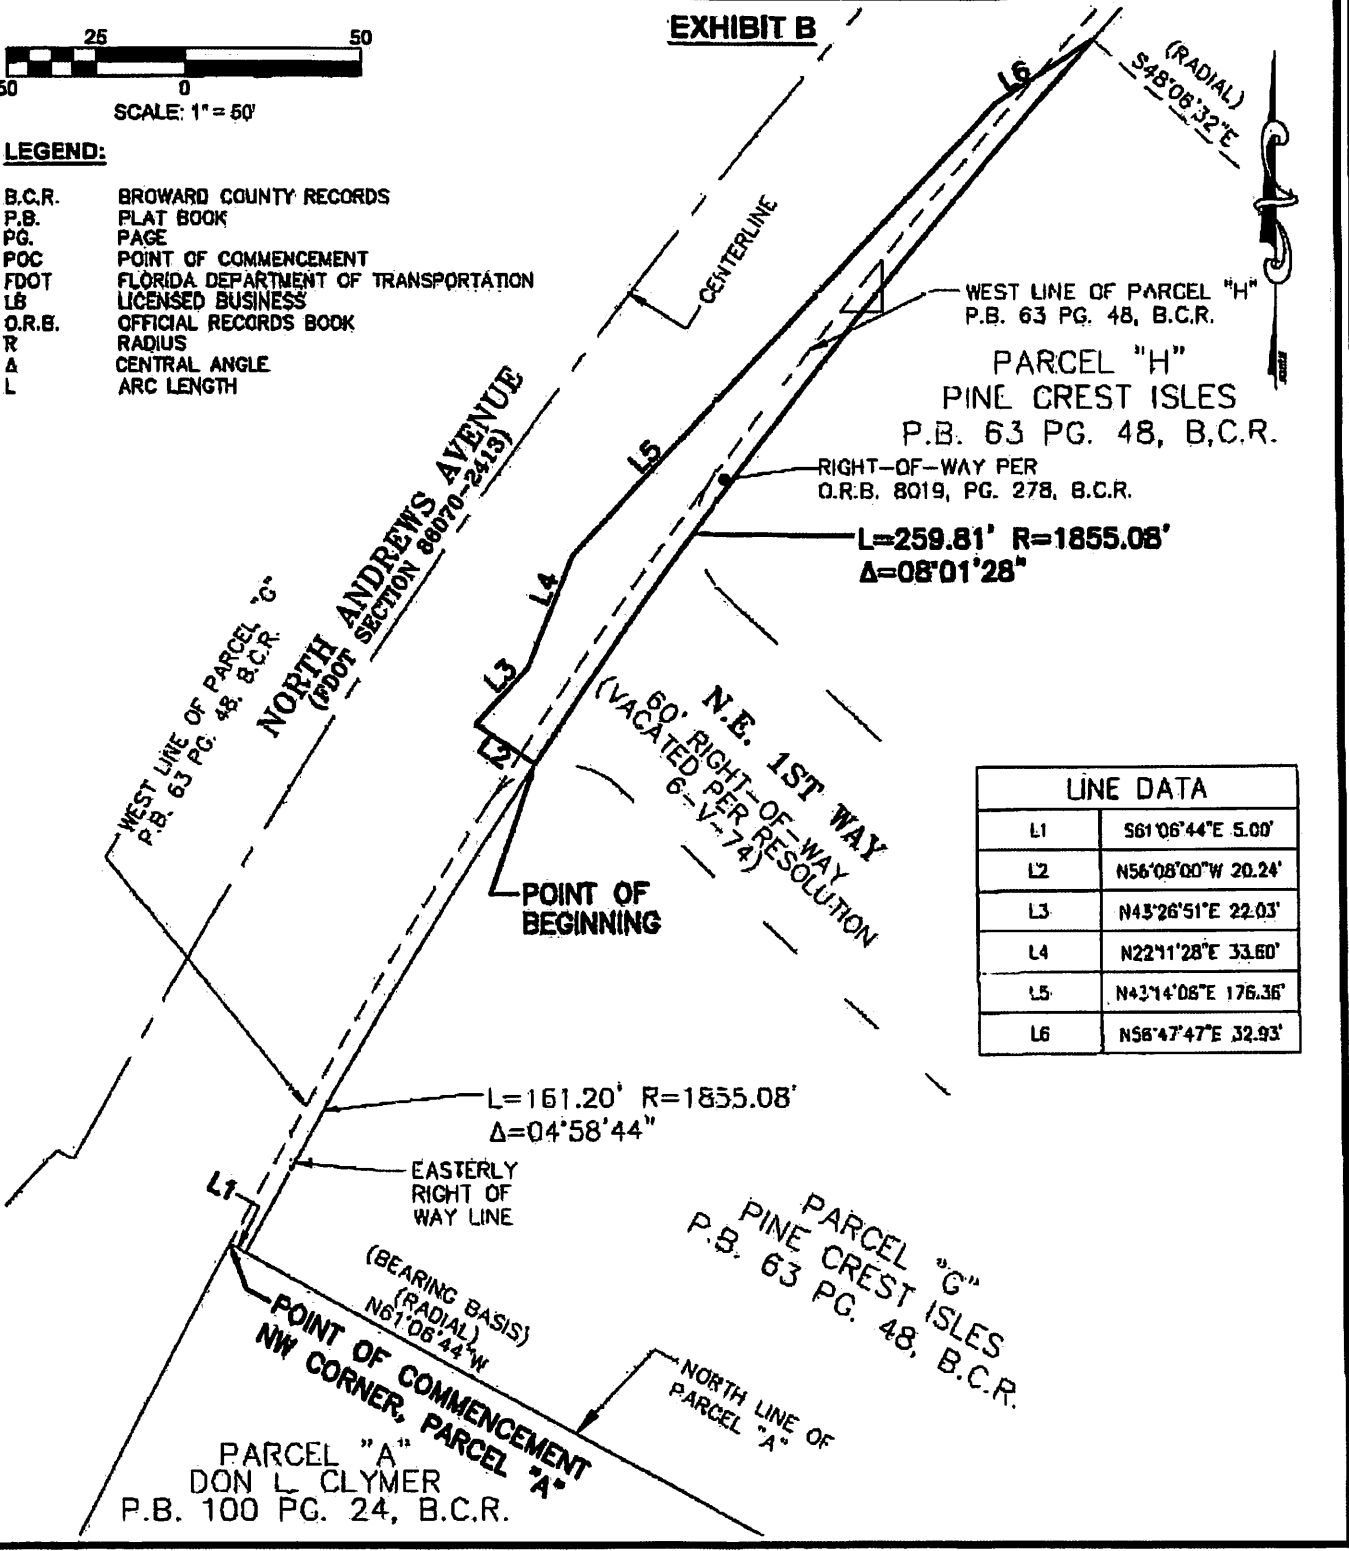 EXHIBIT B
25 50
50 0
SCALE: 1" = 50'
LEGEND:
B.C.R. BROWARD COUNTY RECORDS
P.B. PLAT BOOK
PG. PAGE
POC POINT OF COMMENCEMENT
FDOT FLORIDA DEPARTMENT OF TRANSPORTATION
LB LICENSED BUSINESS
O.R.B. OFFICIAL RECORDS BOOK
R RADIUS
Δ CENTRAL ANGLE
L ARC LENGTH
L6
(RADIAL)
S48°06'32"E
CENTERLINE
WEST LINE OF PARCEL "H"
P.B. 63 PG. 48, B.C.R.
PARCEL "H"
PINE CREST ISLES
P.B. 63 PG. 48, B.C.R.
NORTH ANDREWS AVENUE
(FDOT SECTION 88070-2413)
L5
RIGHT-OF-WAY PER
O.R.B. 8019, PG. 278, B.C.R.
L=259.81' R=1855.08'
Δ=08°01'28"
L4
L3
L2
WEST LINE OF PARCEL "G"
P.B. 63 PG. 48, B.C.R.
N.E. 1ST WAY
60' RIGHT-OF-WAY
(VACATED PER RESOLUTION
6-V-74)
POINT OF
BEGINNING
LINE DATA
L1 S61°06'44"E 5.00'
L2 N56°08'00"W 20.24'
L3 N43°26'51"E 22.03'
L4 N22°11'28"E 33.60'
L5 N43°14'08"E 176.36'
L6 N56°47'47"E 32.93'
L=161.20' R=1855.08'
Δ=04°58'44"
EASTERLY
RIGHT OF
WAY LINE
L1
(BEARING BASIS)
(RADIAL)
N61°06'44"W
POINT OF COMMENCEMENT
NW CORNER, PARCEL "A"
PARCEL "G"
PINE CREST ISLES
P.B. 63 PG. 48, B.C.R.
NORTH LINE OF
PARCEL "A"
PARCEL "A"
DON L CLYMER
P.B. 100 PG. 24, B.C.R.